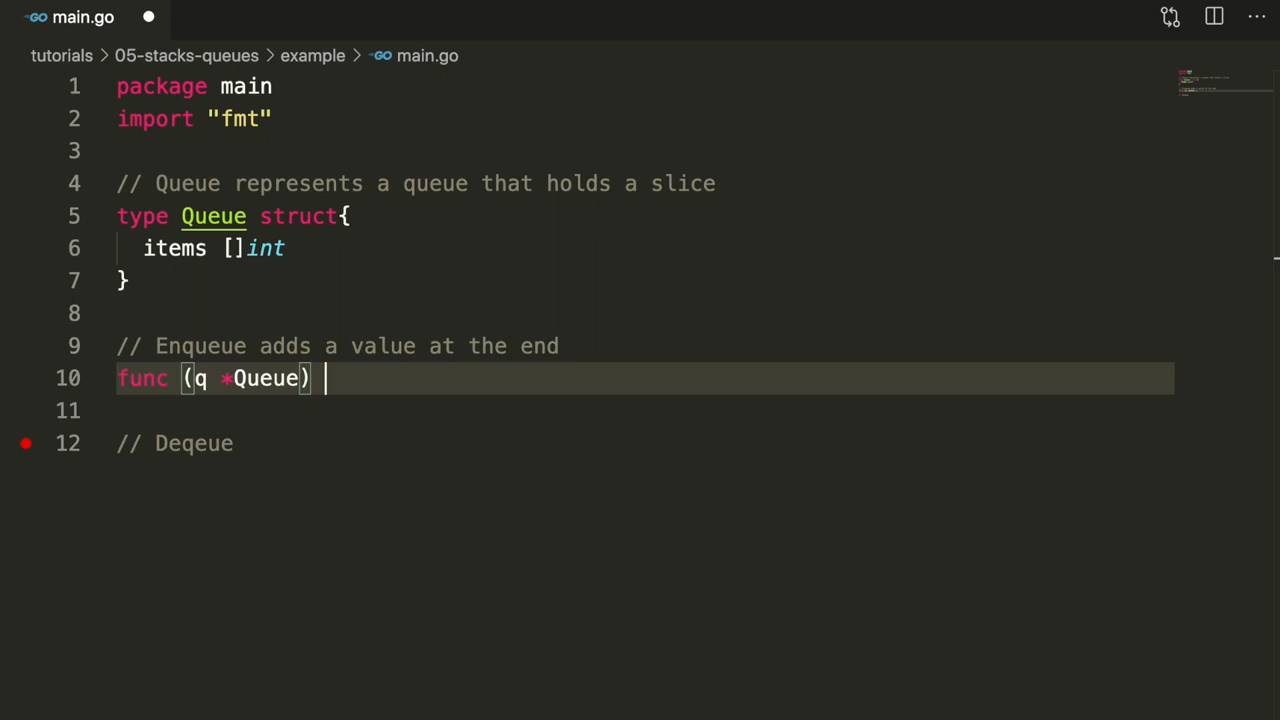 GO main.go
tutorials > 05-stacks-queues > example > GO main.go
1 package main
2 import "fmt"
3
4 // Queue represents a queue that holds a slice
5 type Queue struct{
6 items []int
7 }
8
9 // Enqueue adds a value at the end
10 func (q *Queue)
11
12 // Deqeue